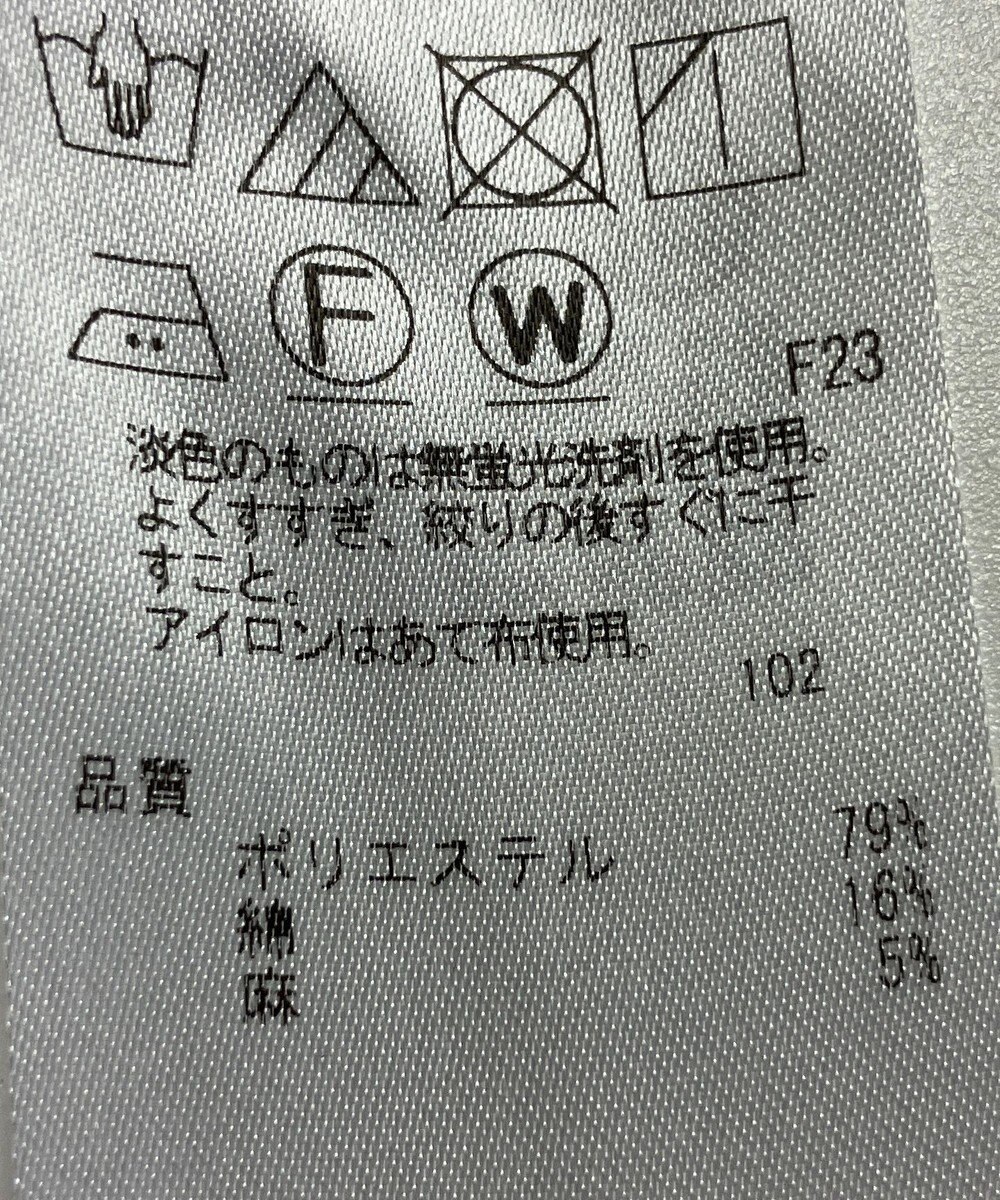 F
W
F23
淡色のものは無蛍光洗剤を使用。
よくすすぎ、絞りの後すぐに干
すこと。
アイロンはあて布使用。
102
品質
ポリエステル 79%
綿 16%
麻 5%